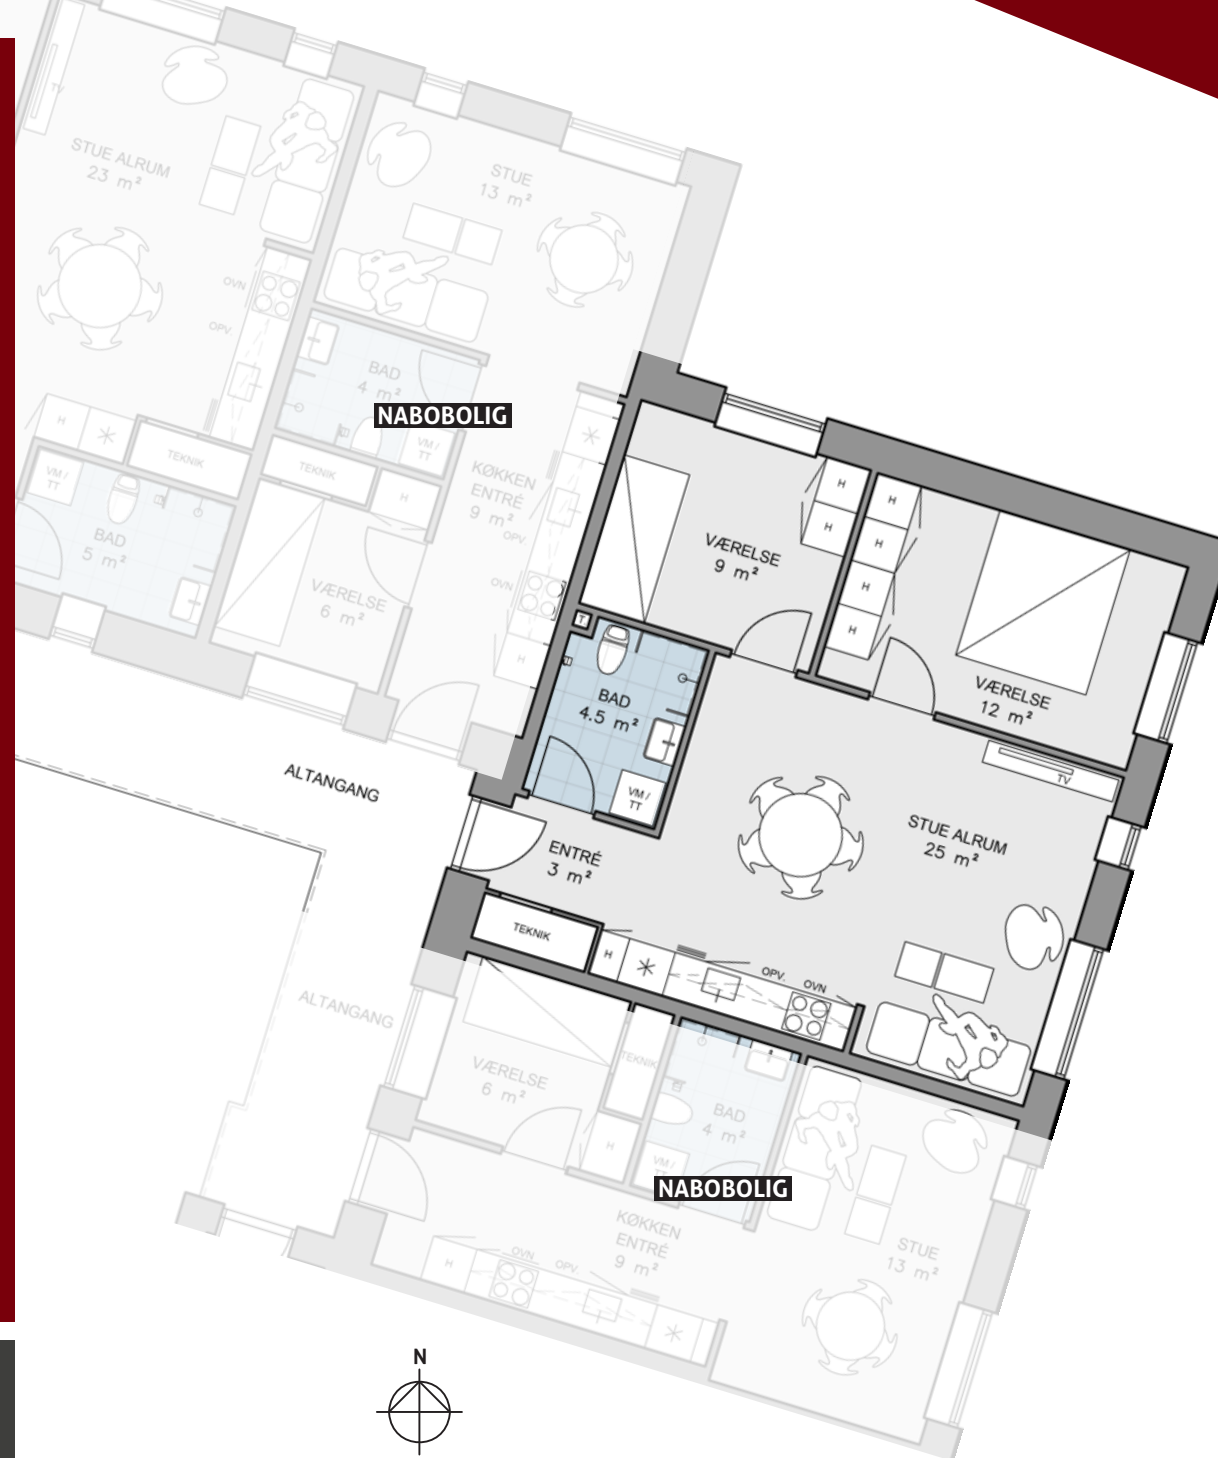 TV
STUE ALRUM
23 m²
STUE
13 m²
OVN
OPV.
BAD
4 m²
NABOBOLIG
VM /
TT
H
TEKNIK
TEKNIK
H
VM /
TT
BAD
5 m²
KØKKEN
ENTRÉ
9 m²
OPV.
OVN
H
VÆRELSE
6 m²
VÆRELSE
9 m²
H
H
H
H
H
H
VÆRELSE
12 m²
T
BAD
4.5 m²
VM /
TT
TV
ALTANGANG
STUE ALRUM
25 m²
ENTRÉ
3 m²
TEKNIK
H
OPV.
OVN
ALTANGANG
VÆRELSE
6 m²
TEKNIK
BAD
4 m²
H
VM /
TT
NABOBOLIG
KØKKEN
ENTRÉ
9 m²
STUE
13 m²
H
OVN
OPV.
N